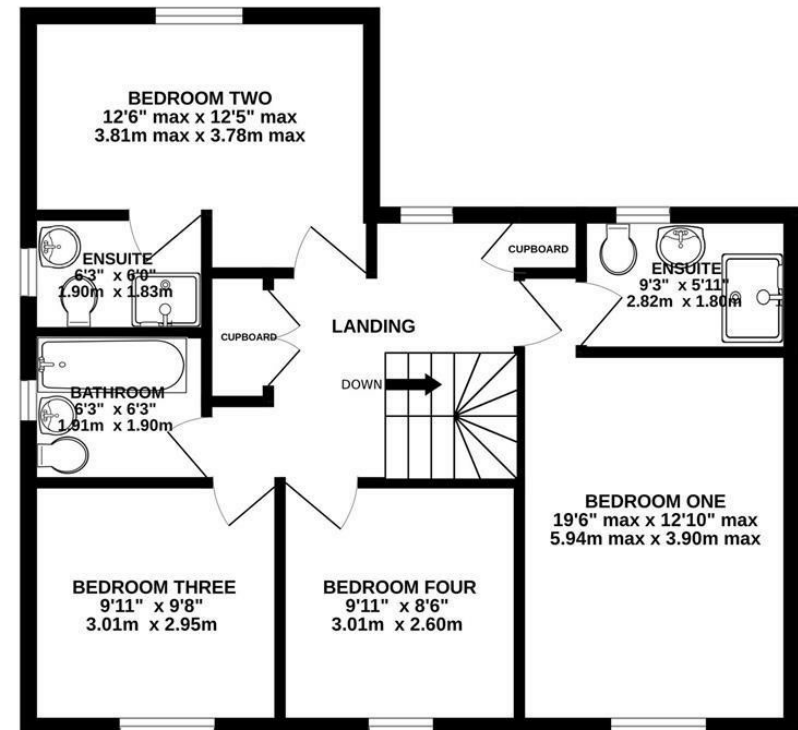 BEDROOM TWO
12'6" max x 12'5" max
3.81m max x 3.78m max
ENSUITE
6'3" x 6'0"
1.90m x 1.83m
CUPBOARD
ENSUITE
9'3" x 5'11"
2.82m x 1.80m
CUPBOARD
LANDING
DOWN
BATHROOM
6'3" x 6'3"
1.91m x 1.90m
BEDROOM ONE
19'6" max x 12'10" max
5.94m max x 3.90m max
BEDROOM THREE
9'11" x 9'8"
3.01m x 2.95m
BEDROOM FOUR
9'11" x 8'6"
3.01m x 2.60m